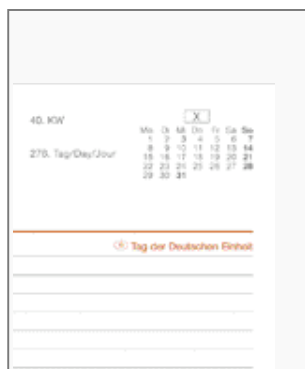 40. KW
X
276. Tag/Day/Jour
Mo Di Mi Do Fr Sa So
1 2 3 4 5 6 7
8 9 10 11 12 13 14
15 16 17 18 19 20 21
22 23 24 25 26 27 28
29 30 31
Tag der Deutschen Einheit